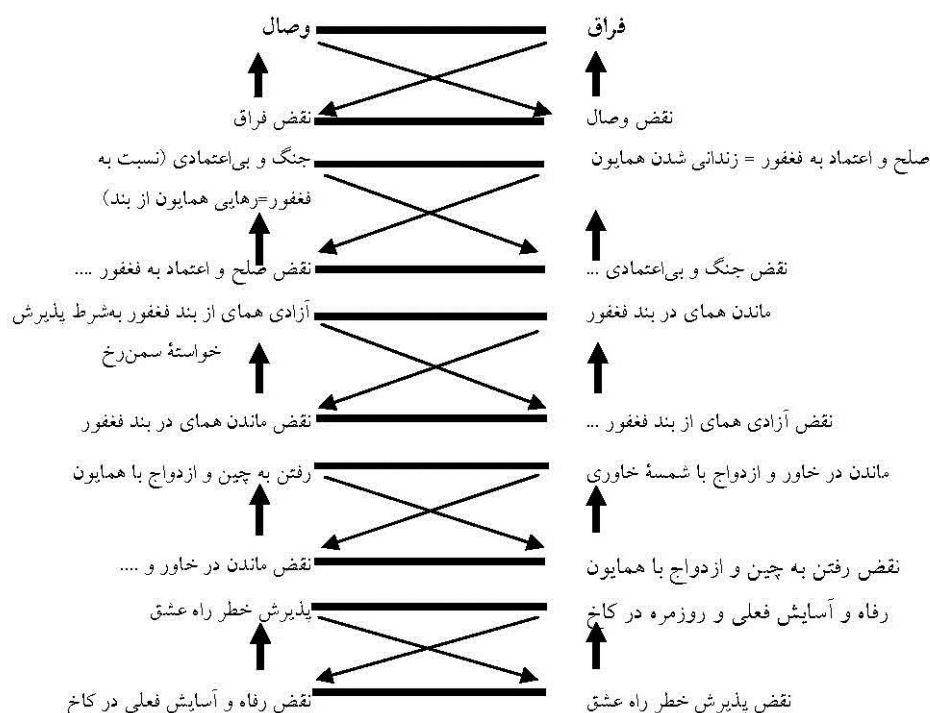 فراق
وصال
نقض وصال
نقض فراق
صلح و اعتماد به فغفور = زندانی شدن همایون
جنگ و بی‌اعتمادی (نسبت به
فغفور=رهایی همایون از بند)
نقض جنگ و بی‌اعتمادی ...
نقض صلح و اعتماد به فغفور ....
ماندن همای در بند فغفور
آزادی همای از بند فغفور به‌شرط پذیرش
خواستهٔ سمن‌رخ
نقض آزادی همای از بند فغفور ...
نقض ماندن همای در بند فغفور
ماندن در خاور و ازدواج با شمسهٔ خاوری
رفتن به چین و ازدواج با همایون
نقض رفتن به چین و ازدواج با همایون
نقض ماندن در خاور و ....
رفاه و آسایش فعلی و روزمره در کاخ
پذیرش خطر راه عشق
نقض پذیرش خطر راه عشق
نقض رفاه و آسایش فعلی در کاخ